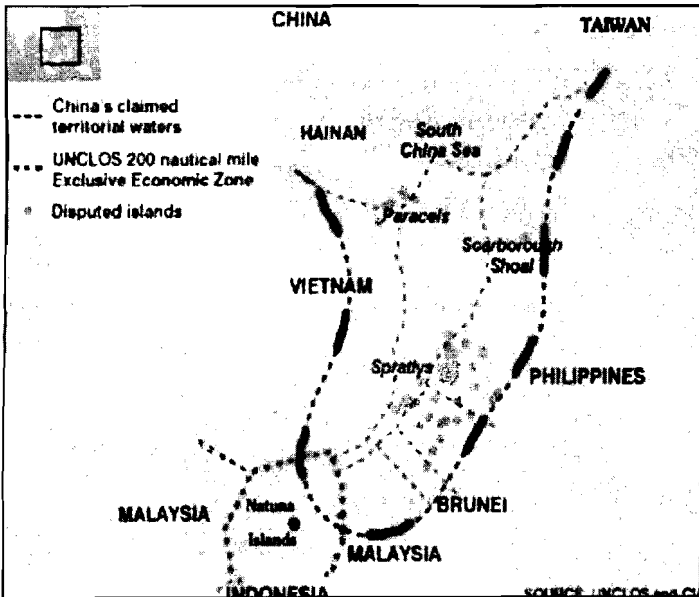 CHINA
TAIWAN
China's claimed
territorial waters
UNCLOS 200 nautical mile
Exclusive Economic Zone
Disputed islands
HAINAN
South
China Sea
Paracels
Scarborough
Shoal
VIETNAM
Spratlys
PHILIPPINES
MALAYSIA
Natuna
Islands
BRUNEI
MALAYSIA
INDONESIA
SOURCE: UNCLOS and CI